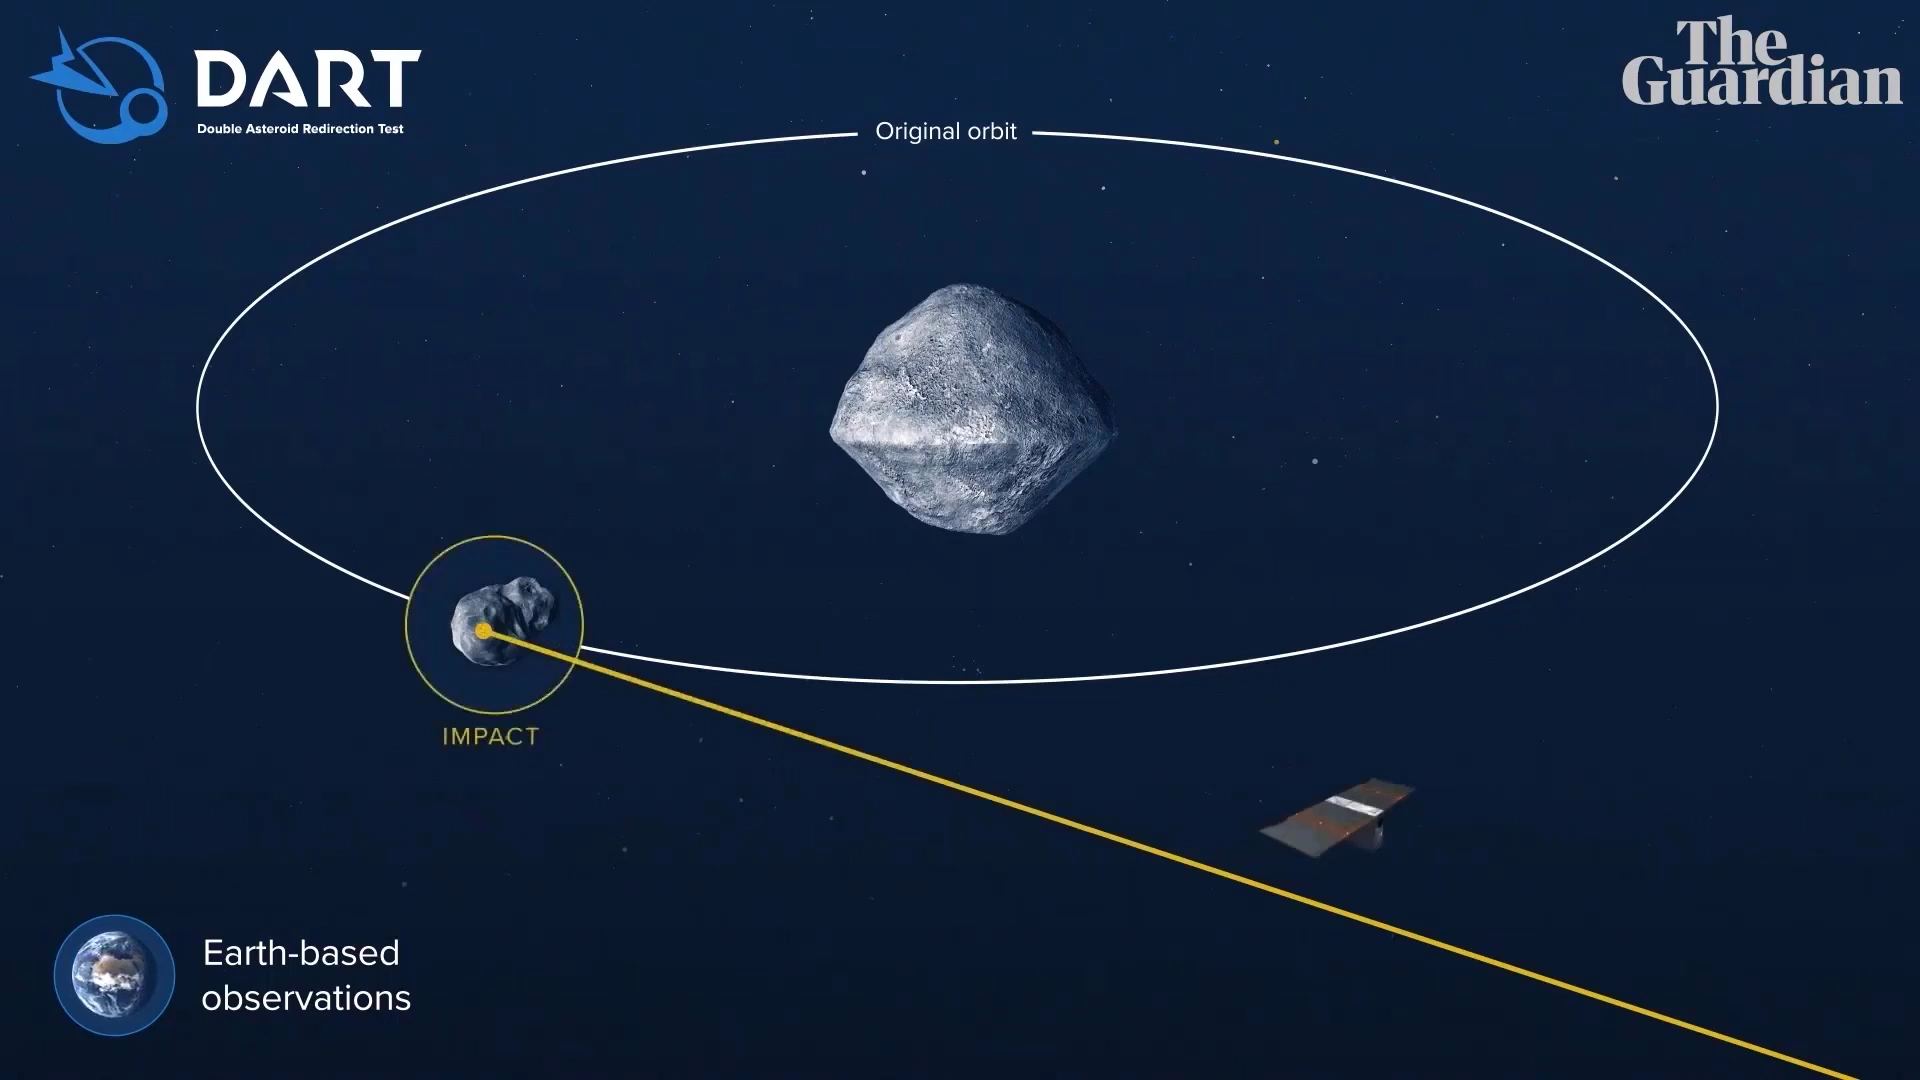 DART
Double Asteroid Redirection Test
The
Guardian
Original orbit
IMPACT
Earth-based
observations